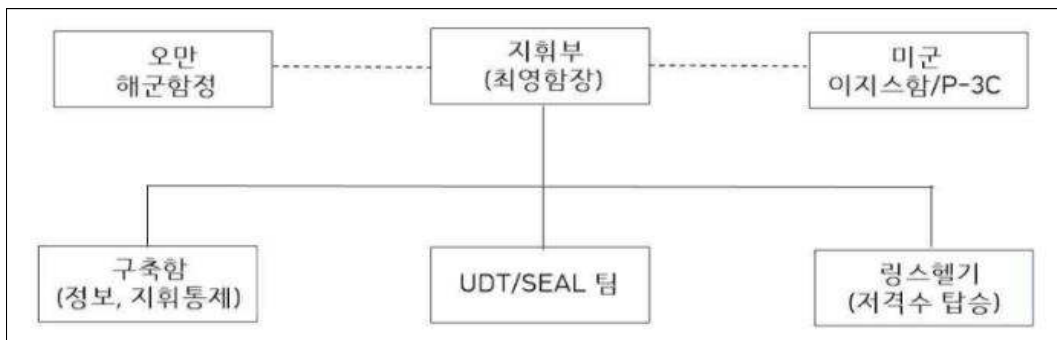 오만
해군함정
지휘부
(최영함장)
미군
이지스함/P-3C
구축함
(정보, 지휘통제)
UDT/SEAL 팀
링스헬기
(저격수 탑승)